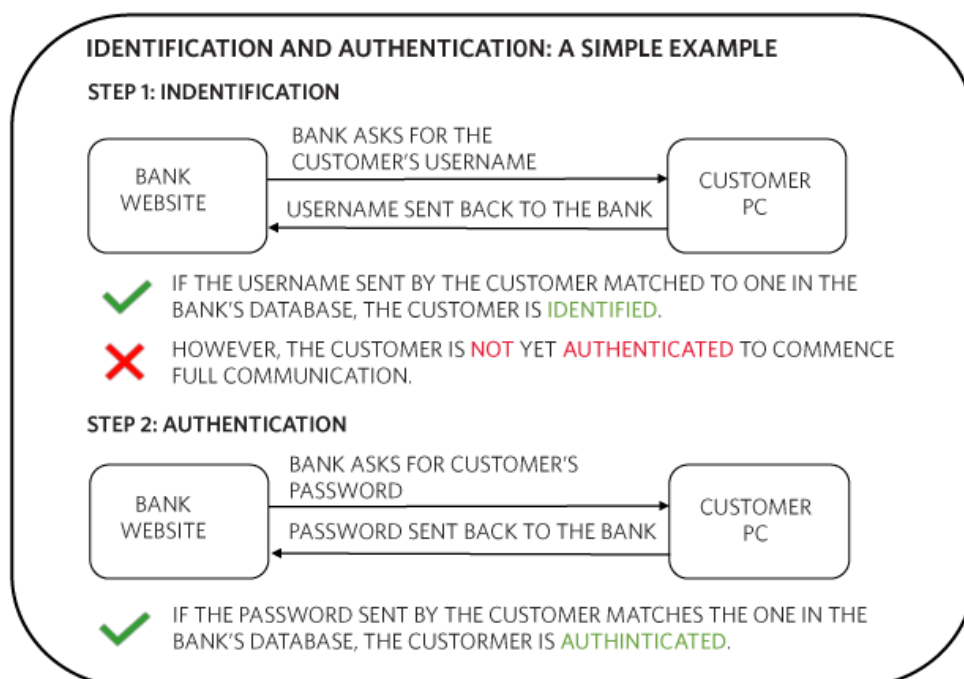 IDENTIFICATION AND AUTHENTICATI0N: A SIMPLE EXAMPLE
STEP 1: INDENTIFICATION
BANK ASKS FOR THE
CUSTOMER'S USERNAME
BANK
WEBSITE
CUSTOMER
PC
USERNAME SENT BACK TO THE BANK
IF THE USERNAME SENT BY THE CUSTOMER MATCHED TO ONE IN THE
BANK'S DATABASE, THE CUSTOMER IS IDENTIFIED.
HOWEVER, THE CUSTOMER IS NOT YET AUTHENTICATED TO COMMENCE
FULL COMMUNICATION.
STEP 2: AUTHENTICATION
BANK ASKS FOR CUSTOMER'S
PASSWORD
BANK
WEBSITE
CUSTOMER
PC
PASSWORD SENT BACK TO THE BANK
IF THE PASSWORD SENT BY THE CUSTOMER MATCHES THE ONE IN THE
BANK'S DATABASE, THE CUSTORMER IS AUTHINTICATED.